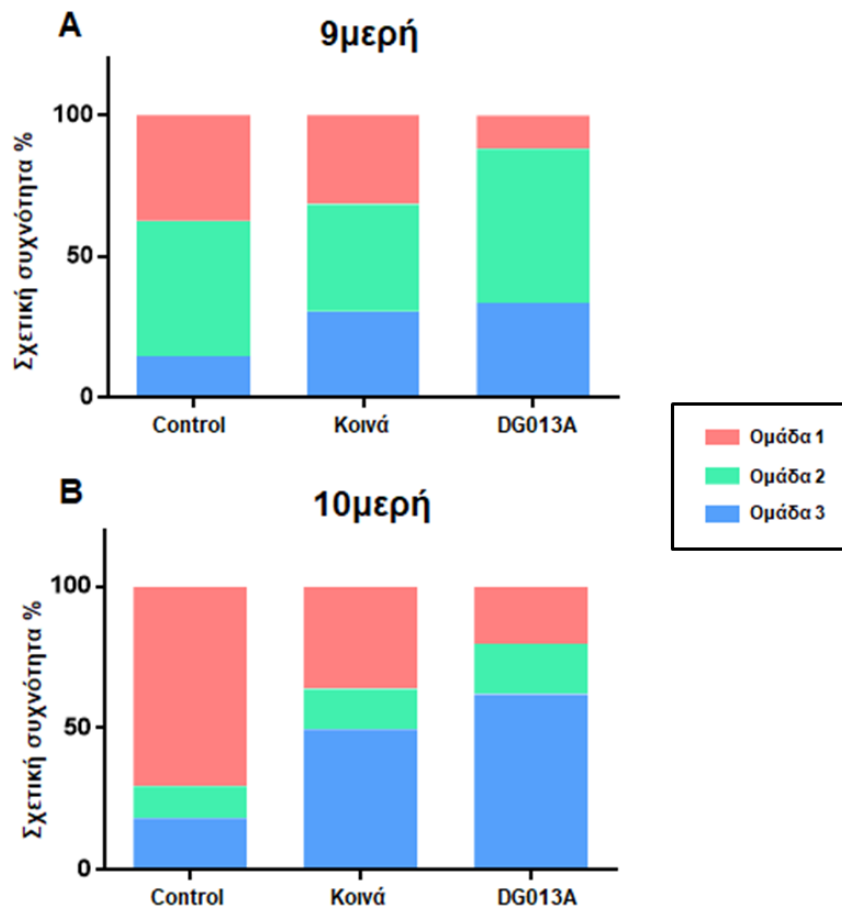 A
9μερή
Σχετική συχνότητα %
100
50
0
Control
Κοινά
DG013A
Ομάδα 1
Ομάδα 2
Ομάδα 3
B
10μερή
Σχετική συχνότητα %
100
50
0
Control
Κοινά
DG013A